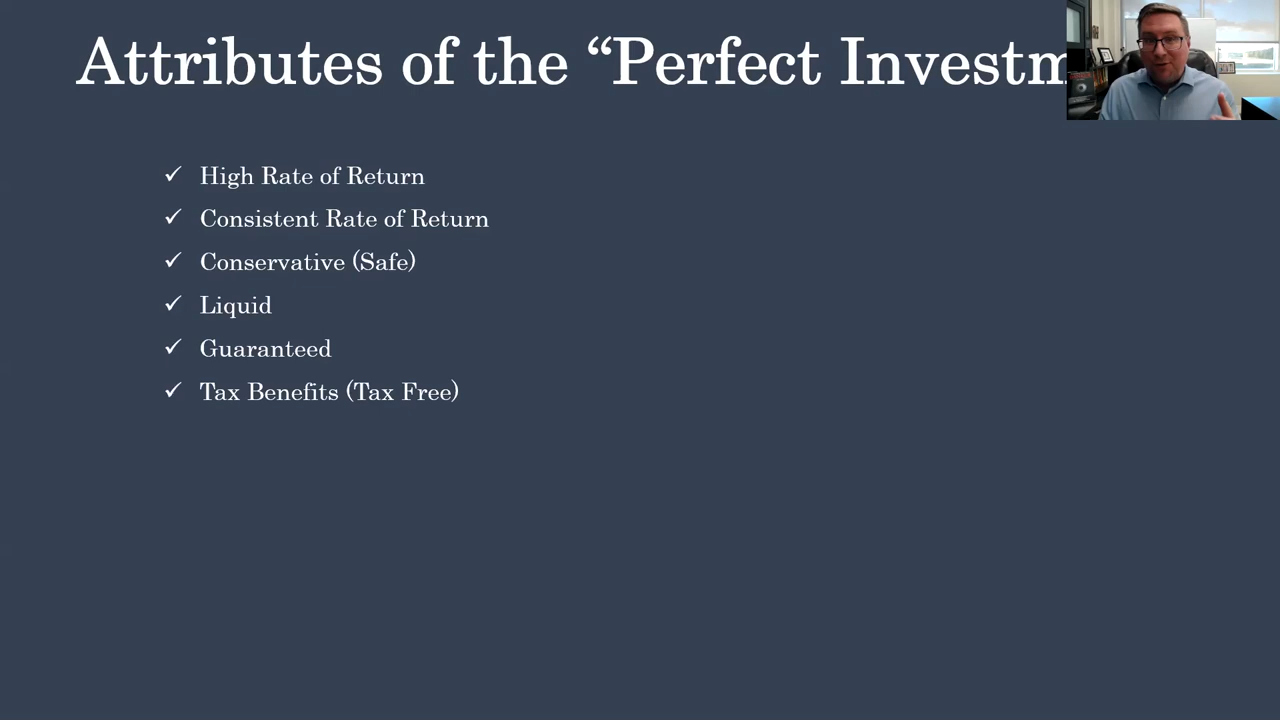 Attributes of the “Perfect Investm
High Rate of Return
Consistent Rate of Return
Conservative (Safe)
Liquid
Guaranteed
Tax Benefits (Tax Free)